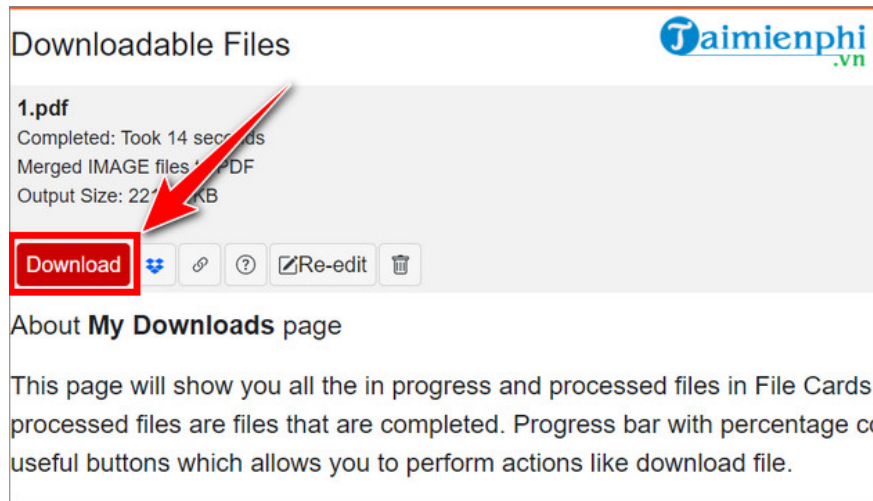 Downloadable Files
Taimienphi
.vn
1.pdf
Completed: Took 14 seconds
Merged IMAGE files PDF
Output Size: KB
Download
Re-edit
About My Downloads page
This page will show you all the in progress and processed files in File Cards
processed files are files that are completed. Progress bar with percentage
useful buttons which allows you to perform actions like download file.